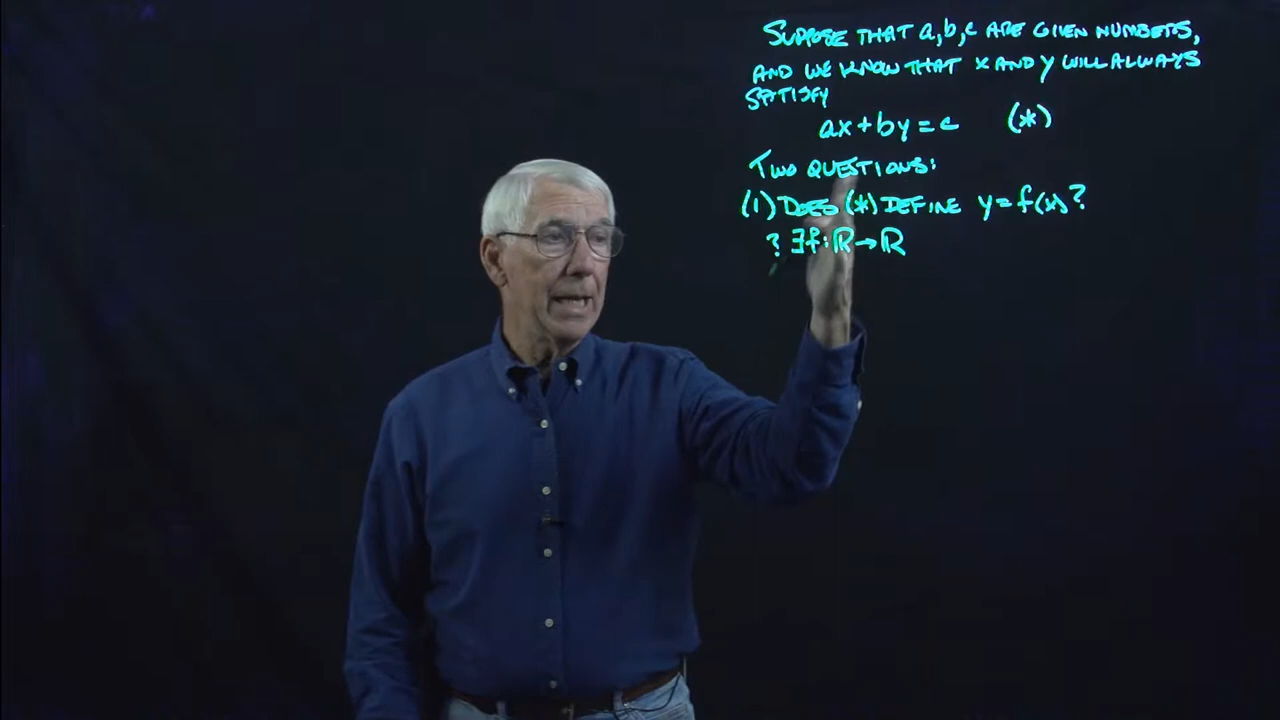 SUPPOSE THAT a, b, c ARE GIVEN NUMBERS,
AND WE KNOW THAT x AND y WILL ALWAYS
SATISFY
ax + by = c (*)
TWO QUESTIONS:
(1) DOES (*) DEFINE y = f(x)?
? ∃f: ℝ → ℝ